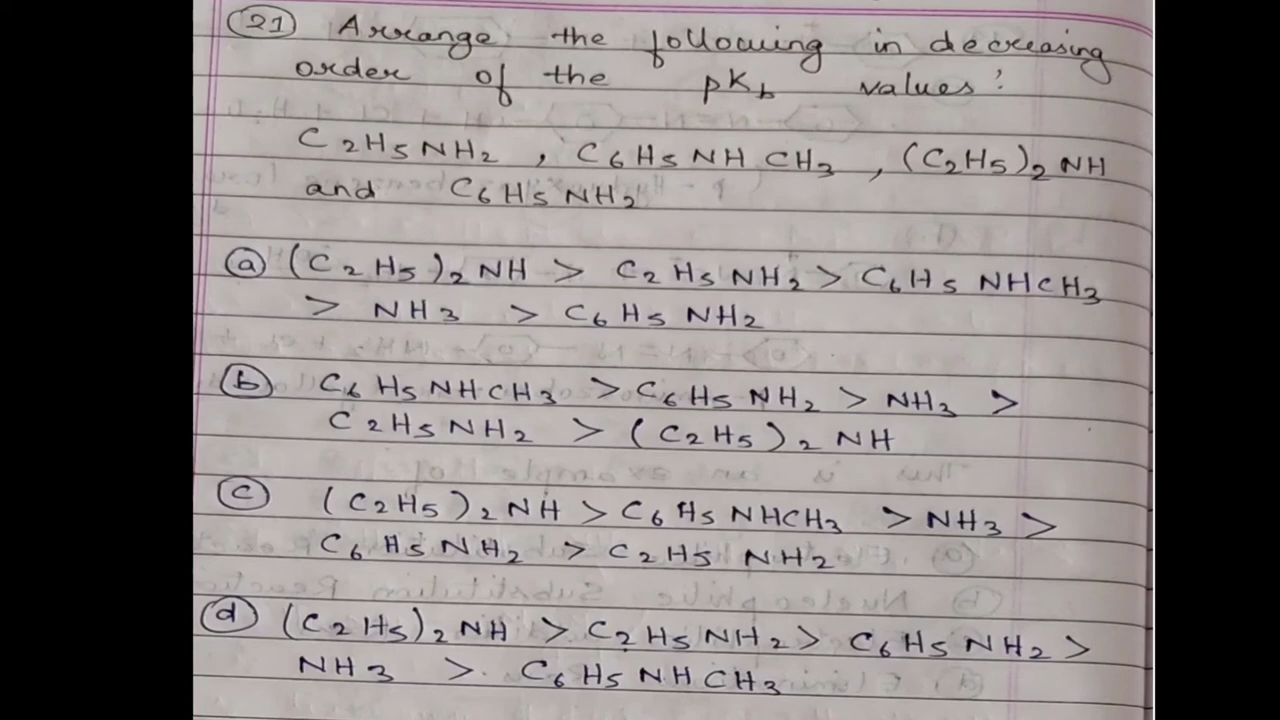 (21) Arrange the following in decreasing
order of the pKb values:
C2H5NH2, C6H5NHCH3, (C2H5)2NH
and C6H5NH2
(a) (C2H5)2NH > C2H5NH2 > C6H5NHCH3
> NH3 > C6H5NH2
(b) C6H5NHCH3 > C6H5NH2 > NH3 >
C2H5NH2 > (C2H5)2NH
(c) (C2H5)2NH > C6H5NHCH3 > NH3 >
C6H5NH2 > C2H5NH2
(d) (C2H5)2NH > C2H5NH2 > C6H5NH2 >
NH3 > C6H5NHCH3